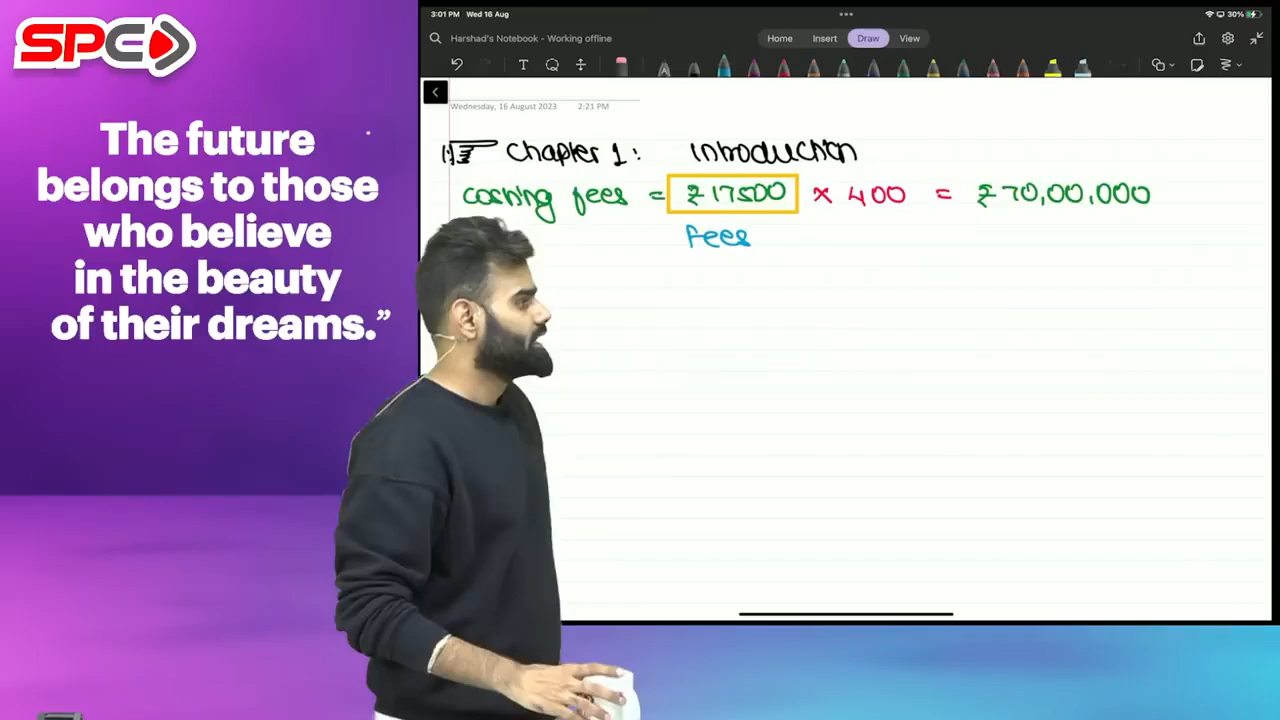 SPC
The future
belongs to those
who believe
in the beauty
of their dreams.”
3:01 PM Wed 16 Aug
30%
Harshad's Notebook - Working offline
Home Insert Draw View
Wednesday, 16 August 2023 2:21 PM
1) Chapter 1: Introduction
fees = ₹17500 × 400 = ₹70,00,000
Fees